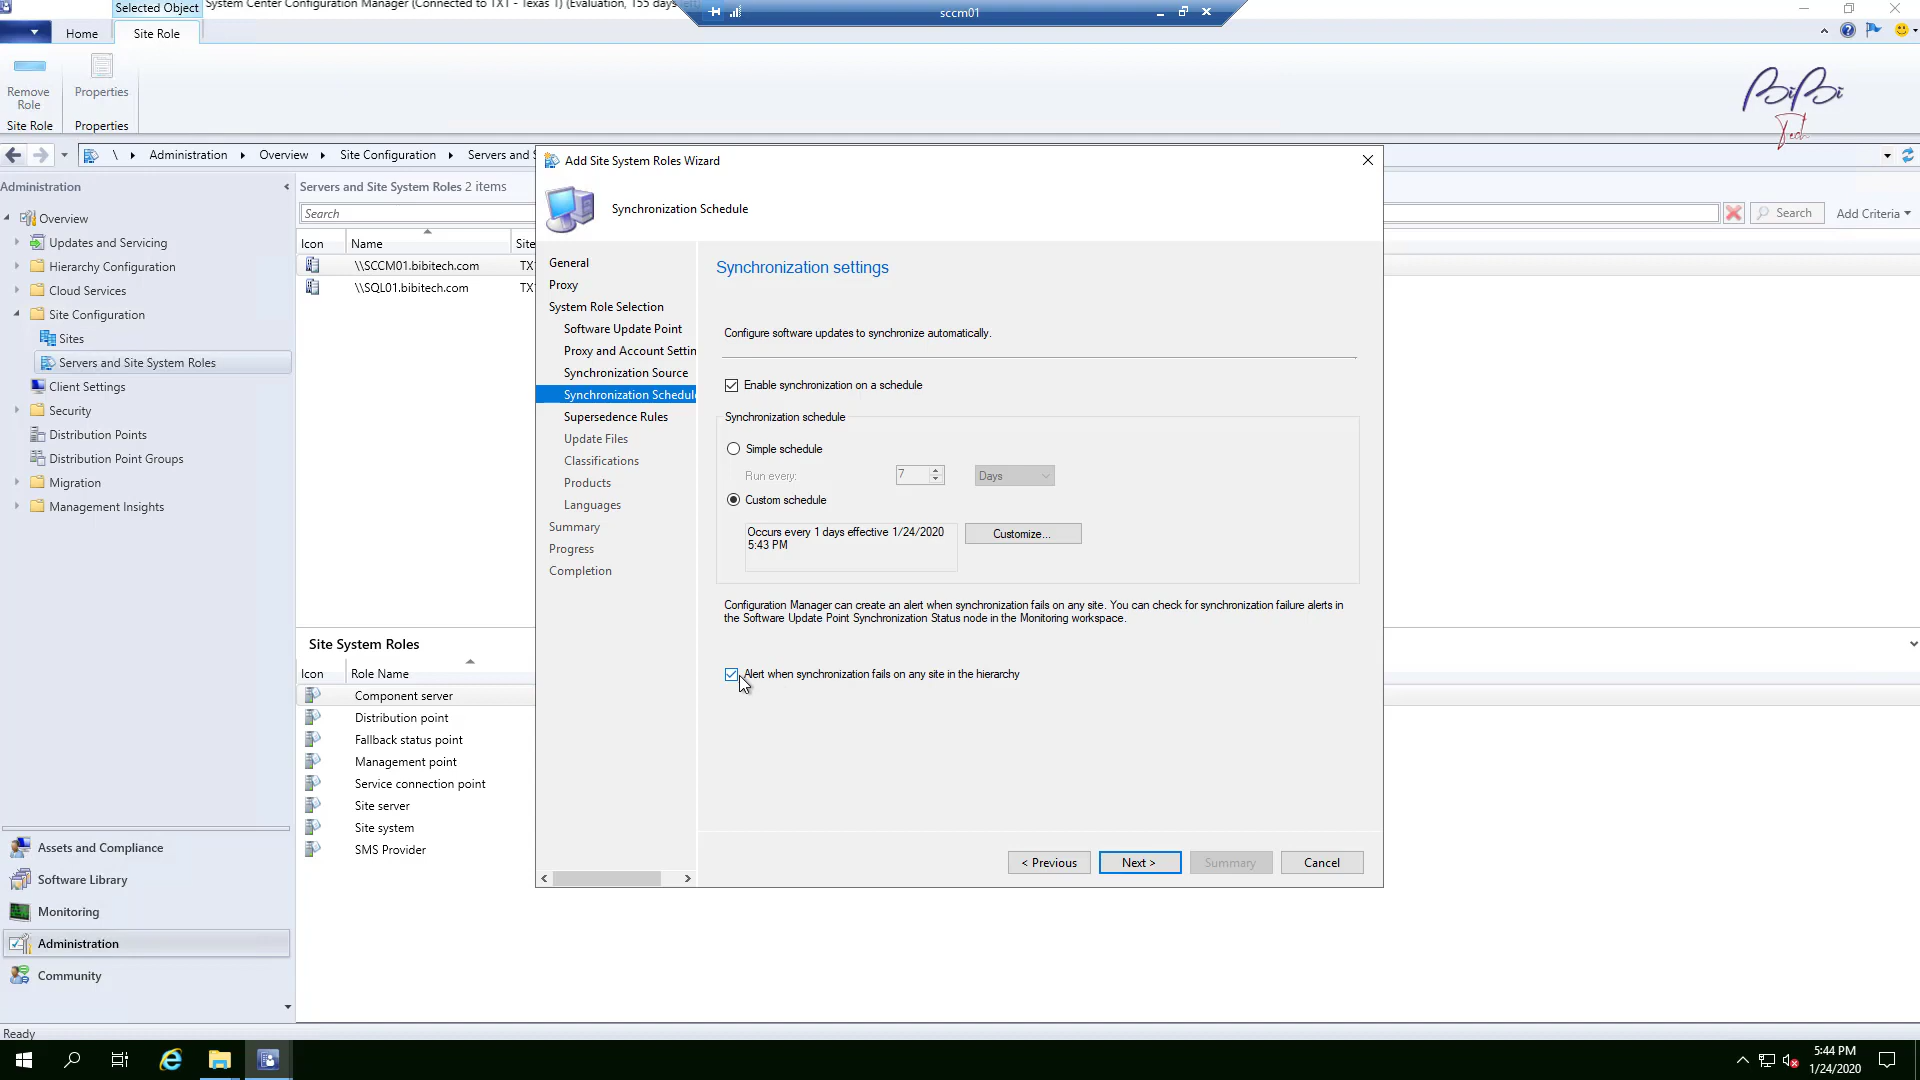 Selected Object
System Center Configuration Manager (Connected to TX1 - Texas 1) (Evaluation, 155 days
sccm01
Home
Site Role
Remove Role
Properties
Site Role
Properties
BiBi
Tech
\ Administration Overview Site Configuration Servers and S
Administration
Overview
Updates and Servicing
Hierarchy Configuration
Cloud Services
Site Configuration
Sites
Servers and Site System Roles
Client Settings
Security
Distribution Points
Distribution Point Groups
Migration
Management Insights
Assets and Compliance
Software Library
Monitoring
Administration
Community
Ready
Servers and Site System Roles 2 items
Search
Search
Add Criteria
Icon Name Site
\\SCCM01.bibitech.com TX1
\\SQL01.bibitech.com TX1
Site System Roles
Icon Role Name
Component server
Distribution point
Fallback status point
Management point
Service connection point
Site server
Site system
SMS Provider
Add Site System Roles Wizard
Synchronization Schedule
General
Proxy
System Role Selection
Software Update Point
Proxy and Account Settin
Synchronization Source
Synchronization Schedule
Supersedence Rules
Update Files
Classifications
Products
Languages
Summary
Progress
Completion
Synchronization settings
Configure software updates to synchronize automatically.
Enable synchronization on a schedule
Synchronization schedule
Simple schedule
Run every: 7 Days
Custom schedule
Occurs every 1 days effective 1/24/2020
5:43 PM
Customize...
Configuration Manager can create an alert when synchronization fails on any site. You can check for synchronization failure alerts in
the Software Update Point Synchronization Status node in the Monitoring workspace.
Alert when synchronization fails on any site in the hierarchy
< Previous
Next >
Summary
Cancel
5:44 PM
1/24/2020